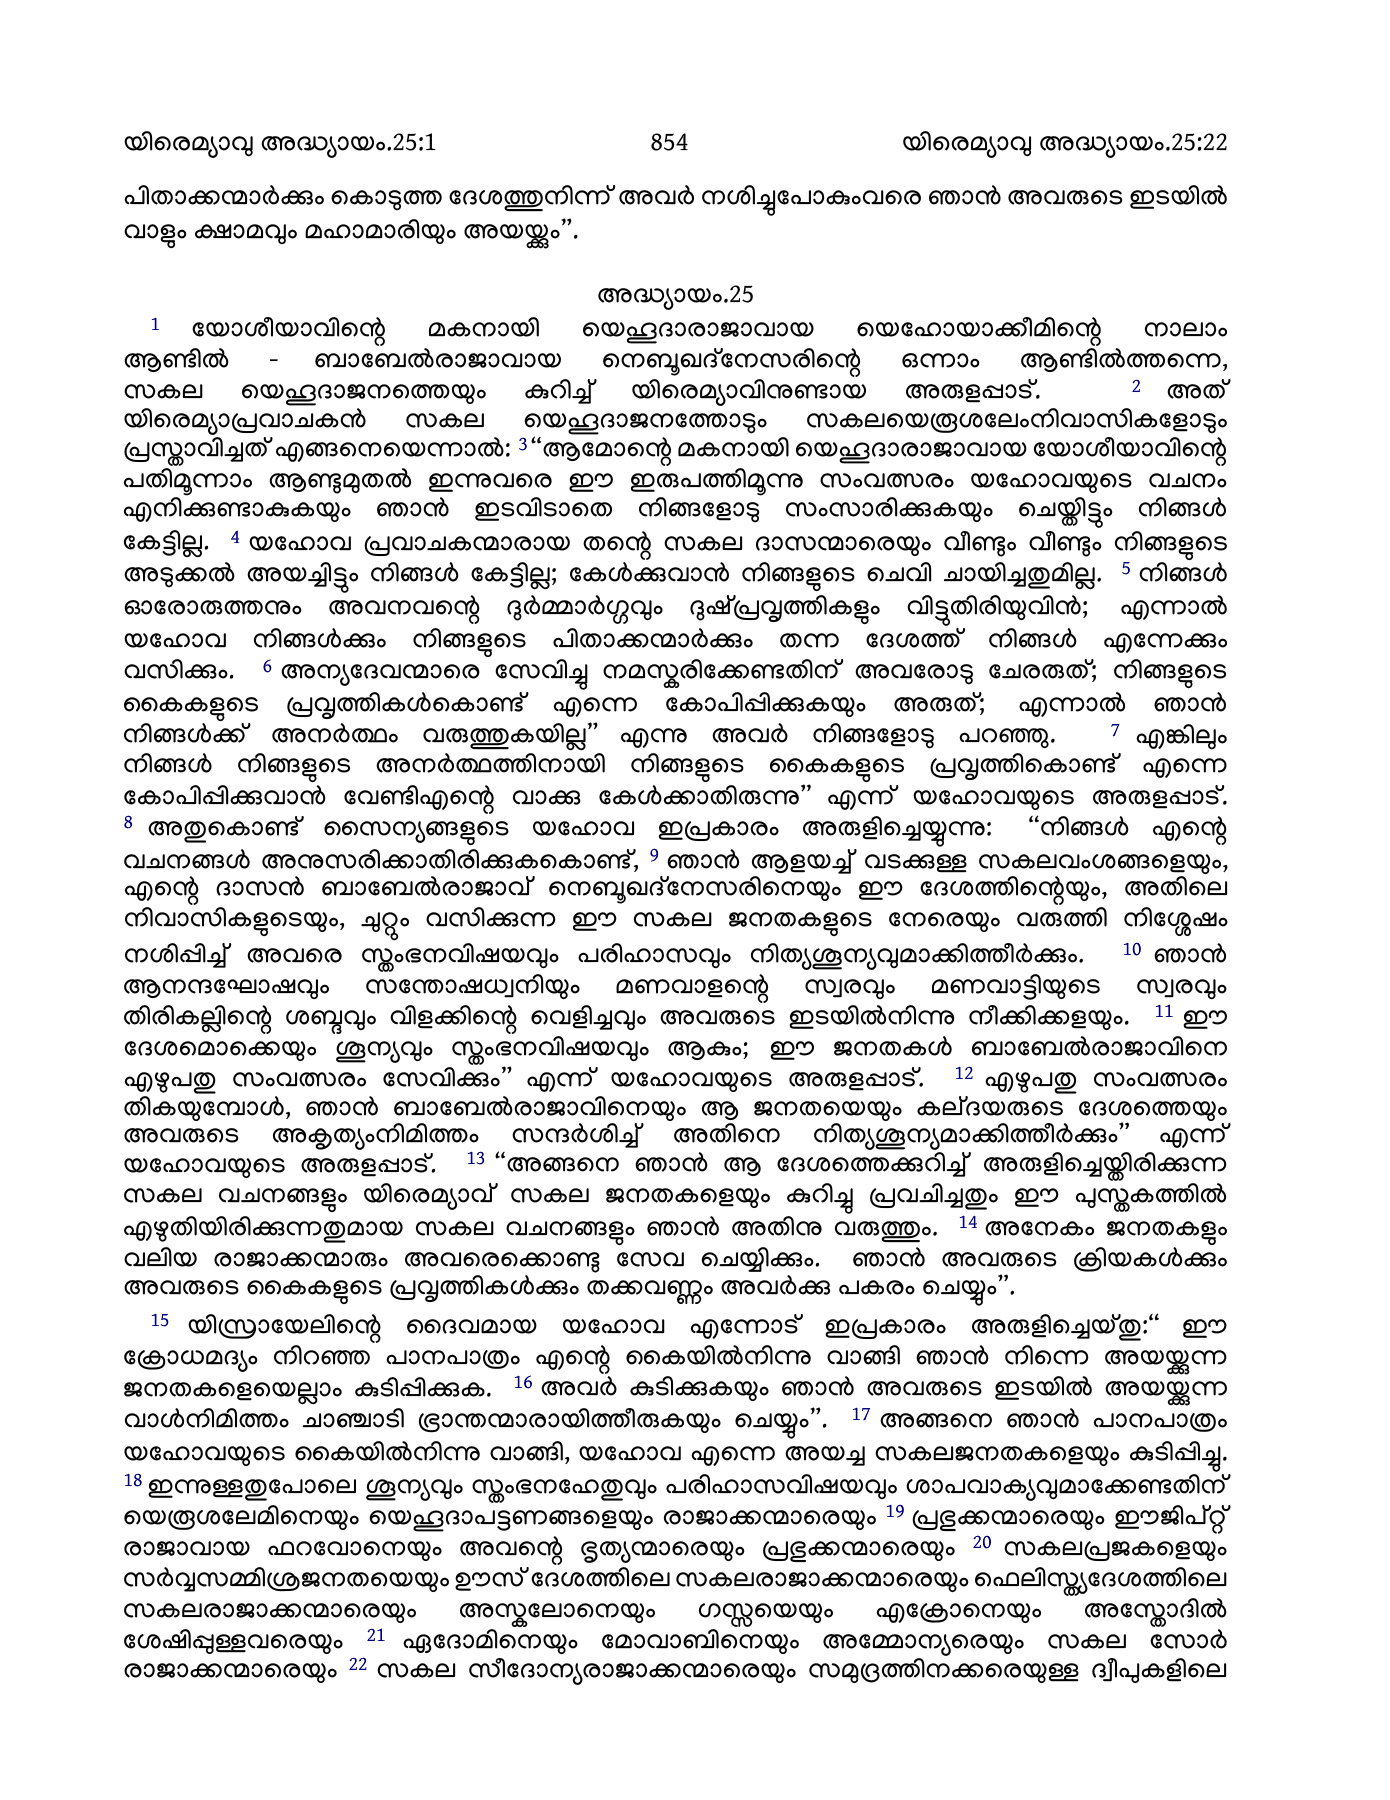 യിരെമ്യാവു അദ്ധ്യായം.25:1 854 യിരെമ്യാവു അദ്ധ്യായം.25:22
പിതാക്കന്മാർക്കും കൊടുത്ത ദേശത്തുനിന്ന് അവർ നശിച്ചുപോകുംവരെ ഞാൻ അവരുടെ ഇടയിൽ
വാളും ക്ഷാമവും മഹാമാരിയും അയയ്ക്കും”.
അദ്ധ്യായം.25
1 യോശീയാവിന്റെ മകനായി യെഹൂദാരാജാവായ യെഹോയാക്കീമിന്റെ നാലാം
ആണ്ടിൽ - ബാബേൽരാജാവായ നെബൂഖദ്നേസരിന്റെ ഒന്നാം ആണ്ടിൽത്തന്നെ,
സകല യെഹൂദാജനത്തെയും കുറിച്ച് യിരെമ്യാവിനുണ്ടായ അരുളപ്പാട്. 2 അത്
യിരെമ്യാപ്രവാചകൻ സകല യെഹൂദാജനത്തോടും സകലയെരൂശലേംനിവാസികളോടും
പ്രസ്താവിച്ചത് എങ്ങനെയെന്നാൽ: 3 “ആമോന്റെ മകനായി യെഹൂദാരാജാവായ യോശീയാവിന്റെ
പതിമൂന്നാം ആണ്ടുമുതൽ ഇന്നുവരെ ഈ ഇരുപത്തിമൂന്നു സംവത്സരം യഹോവയുടെ വചനം
എനിക്കുണ്ടാകുകയും ഞാൻ ഇടവിടാതെ നിങ്ങളോടു സംസാരിക്കുകയും ചെയ്തിട്ടും നിങ്ങൾ
കേട്ടില്ല. 4 യഹോവ പ്രവാചകന്മാരായ തന്റെ സകല ദാസന്മാരെയും വീണ്ടും വീണ്ടും നിങ്ങളുടെ
അടുക്കൽ അയച്ചിട്ടും നിങ്ങൾ കേട്ടില്ല; കേൾക്കുവാൻ നിങ്ങളുടെ ചെവി ചായിച്ചതുമില്ല. 5 നിങ്ങൾ
ഓരോരുത്തനും അവനവന്റെ ദുർമ്മാർഗ്ഗവും ദുഷ്പ്രവൃത്തികളും വിട്ടുതിരിയുവിൻ; എന്നാൽ
യഹോവ നിങ്ങൾക്കും നിങ്ങളുടെ പിതാക്കന്മാർക്കും തന്ന ദേശത്ത് നിങ്ങൾ എന്നേക്കും
വസിക്കും. 6 അന്യദേവന്മാരെ സേവിച്ചു നമസ്കരിക്കേണ്ടതിന് അവരോടു ചേരരുത്; നിങ്ങളുടെ
കൈകളുടെ പ്രവൃത്തികൾകൊണ്ട് എന്നെ കോപിപ്പിക്കുകയും അരുത്; എന്നാൽ ഞാൻ
നിങ്ങൾക്ക് അനർത്ഥം വരുത്തുകയില്ല” എന്നു അവർ നിങ്ങളോടു പറഞ്ഞു. 7 എങ്കിലും
നിങ്ങൾ നിങ്ങളുടെ അനർത്ഥത്തിനായി നിങ്ങളുടെ കൈകളുടെ പ്രവൃത്തികൊണ്ട് എന്നെ
കോപിപ്പിക്കുവാൻ വേണ്ടിഎന്റെ വാക്കു കേൾക്കാതിരുന്നു” എന്ന് യഹോവയുടെ അരുളപ്പാട്.
8 അതുകൊണ്ട് സൈന്യങ്ങളുടെ യഹോവ ഇപ്രകാരം അരുളിച്ചെയ്യുന്നു: “നിങ്ങൾ എന്റെ
വചനങ്ങൾ അനുസരിക്കാതിരിക്കുകകൊണ്ട്, 9 ഞാൻ ആളയച്ച് വടക്കുള്ള സകലവംശങ്ങളെയും,
എന്റെ ദാസൻ ബാബേൽരാജാവ് നെബൂഖദ്നേസരിനെയും ഈ ദേശത്തിന്റെയും, അതിലെ
നിവാസികളുടെയും, ചുറ്റും വസിക്കുന്ന ഈ സകല ജനതകളുടെ നേരെയും വരുത്തി നിശ്ശേഷം
നശിപ്പിച്ച് അവരെ സ്തംഭനവിഷയവും പരിഹാസവും നിത്യശൂന്യവുമാക്കിത്തീർക്കും. 10 ഞാൻ
ആനന്ദഘോഷവും സന്തോഷധ്വനിയും മണവാളന്റെ സ്വരവും മണവാട്ടിയുടെ സ്വരവും
തിരികല്ലിന്റെ ശബ്ദവും വിളക്കിന്റെ വെളിച്ചവും അവരുടെ ഇടയിൽനിന്നു നീക്കിക്കളയും. 11 ഈ
ദേശമൊക്കെയും ശൂന്യവും സ്തംഭനവിഷയവും ആകും; ഈ ജനതകൾ ബാബേൽരാജാവിനെ
എഴുപതു സംവത്സരം സേവിക്കും” എന്ന് യഹോവയുടെ അരുളപ്പാട്. 12 എഴുപതു സംവത്സരം
തികയുമ്പോൾ, ഞാൻ ബാബേൽരാജാവിനെയും ആ ജനതയെയും കല്ദയരുടെ ദേശത്തെയും
അവരുടെ അകൃത്യംനിമിത്തം സന്ദർശിച്ച് അതിനെ നിത്യശൂന്യമാക്കിത്തീർക്കും” എന്ന്
യഹോവയുടെ അരുളപ്പാട്. 13 “അങ്ങനെ ഞാൻ ആ ദേശത്തെക്കുറിച്ച് അരുളിച്ചെയ്തിരിക്കുന്ന
സകല വചനങ്ങളും യിരെമ്യാവ് സകല ജനതകളെയും കുറിച്ചു പ്രവചിച്ചതും ഈ പുസ്തകത്തിൽ
എഴുതിയിരിക്കുന്നതുമായ സകല വചനങ്ങളും ഞാൻ അതിനു വരുത്തും. 14 അനേകം ജനതകളും
വലിയ രാജാക്കന്മാരും അവരെക്കൊണ്ടു സേവ ചെയ്യിക്കും. ഞാൻ അവരുടെ ക്രിയകൾക്കും
അവരുടെ കൈകളുടെ പ്രവൃത്തികൾക്കും തക്കവണ്ണം അവർക്കു പകരം ചെയ്യും”.
15 യിസ്രായേലിന്റെ ദൈവമായ യഹോവ എന്നോട് ഇപ്രകാരം അരുളിച്ചെയ്തു:“ ഈ
ക്രോധമദ്യം നിറഞ്ഞ പാനപാത്രം എന്റെ കൈയിൽനിന്നു വാങ്ങി ഞാൻ നിന്നെ അയയ്ക്കുന്ന
ജനതകളെയെല്ലാം കുടിപ്പിക്കുക. 16 അവർ കുടിക്കുകയും ഞാൻ അവരുടെ ഇടയിൽ അയയ്ക്കുന്ന
വാൾനിമിത്തം ചാഞ്ചാടി ഭ്രാന്തന്മാരായിത്തീരുകയും ചെയ്യും”. 17 അങ്ങനെ ഞാൻ പാനപാത്രം
യഹോവയുടെ കൈയിൽനിന്നു വാങ്ങി, യഹോവ എന്നെ അയച്ച സകലജനതകളെയും കുടിപ്പിച്ചു.
18 ഇന്നുള്ളതുപോലെ ശൂന്യവും സ്തംഭനഹേതുവും പരിഹാസവിഷയവും ശാപവാക്യവുമാക്കേണ്ടതിന്
യെരൂശലേമിനെയും യെഹൂദാപട്ടണങ്ങളെയും രാജാക്കന്മാരെയും 19 പ്രഭുക്കന്മാരെയും ഈജിപ്റ്റ്
രാജാവായ ഫറവോനെയും അവന്റെ ഭൃത്യന്മാരെയും പ്രഭുക്കന്മാരെയും 20 സകലപ്രജകളെയും
സർവ്വസമ്മിശ്രജനതയെയും ഊസ് ദേശത്തിലെ സകലരാജാക്കന്മാരെയും ഫെലിസ്ത്യദേശത്തിലെ
സകലരാജാക്കന്മാരെയും അസ്കലോനെയും ഗസ്സയെയും എക്രോനെയും അസ്തോദിൽ
ശേഷിപ്പുള്ളവരെയും 21 ഏദോമിനെയും മോവാബിനെയും അമ്മോന്യരെയും സകല സോർ
രാജാക്കന്മാരെയും 22 സകല സീദോന്യരാജാക്കന്മാരെയും സമുദ്രത്തിനക്കരെയുള്ള ദ്വീപുകളിലെ